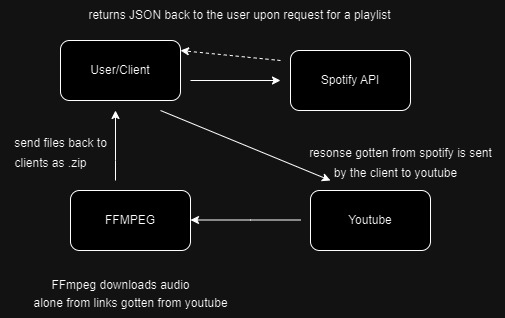 returns JSON back to the user upon request for a playlist
User/Client
Spotify API
send files back to
clients as .zip
resonse gotten from spotify is sent
by the client to youtube
FFMPEG
Youtube
FFmpeg downloads audio
alone from links gotten from youtube